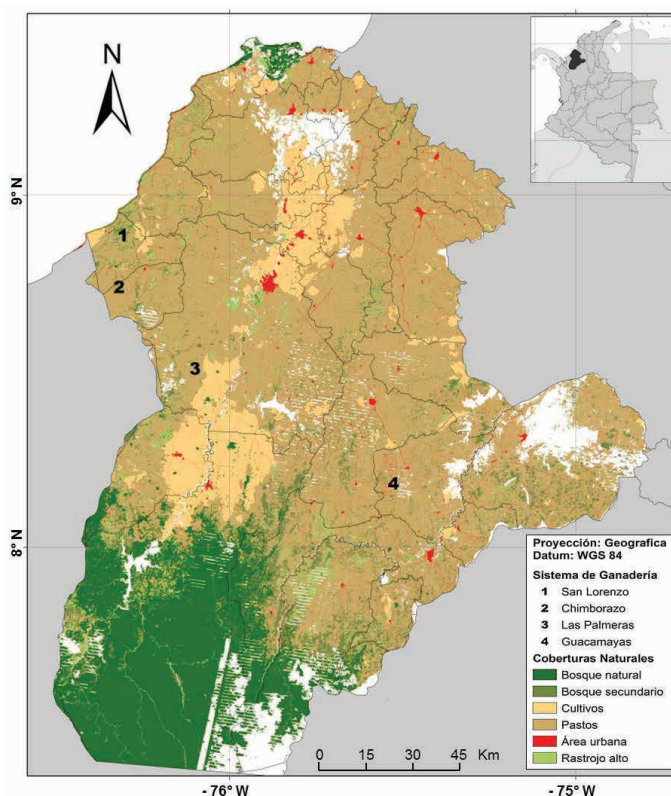 N
9° N
8° N
1
2
3
4
Proyección: Geografica
Datum: WGS 84
Sistema de Ganadería
1 San Lorenzo
2 Chimborazo
3 Las Palmeras
4 Guacamayas
Coberturas Naturales
Bosque natural
Bosque secundario
Cultivos
Pastos
Área urbana
Rastrojo alto
0 15 30 45 Km
- 76° W
- 75° W